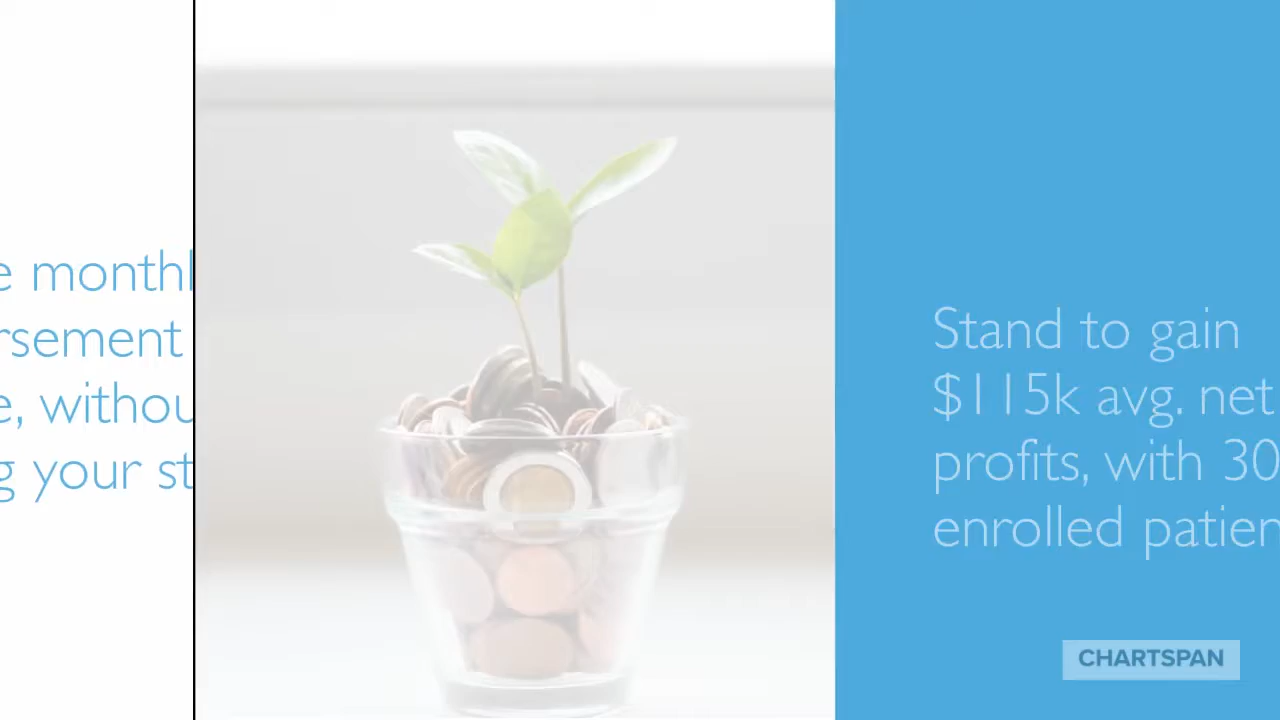 e monthl
rsement
e, withou
g your st
Stand to gain
$115k avg. net
profits, with 30
enrolled patien
CHARTSPAN